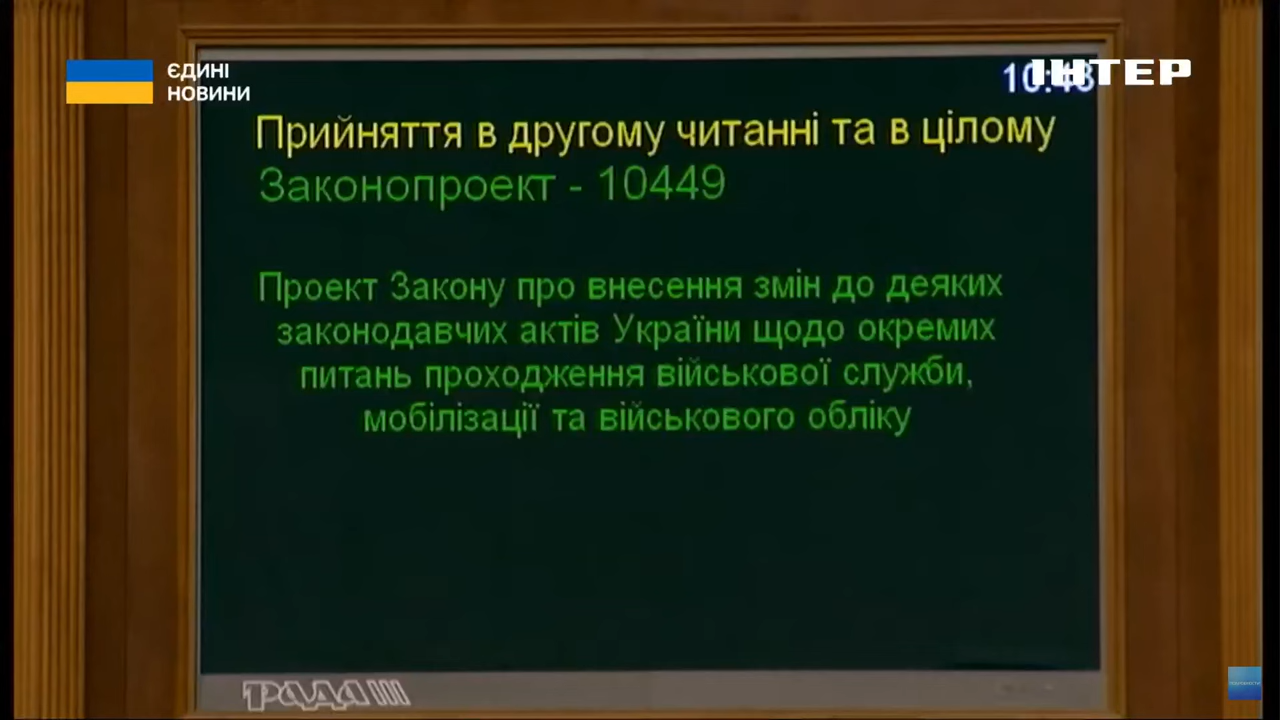 ЄДИНІ
НОВИНИ
ІНТЕР
Прийняття в другому читанні та в цілому
Законопроект - 10449
Проект Закону про внесення змін до деяких
законодавчих актів України щодо окремих
питань проходження військової служби,
мобілізації та військового обліку
РАДА III